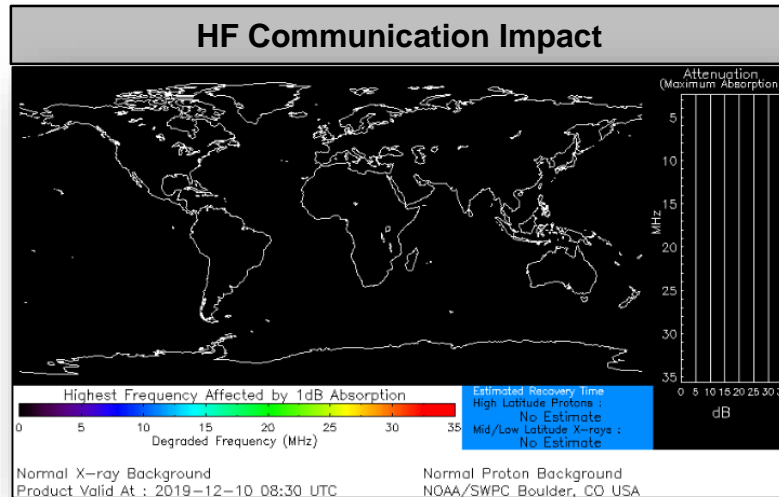 HF Communication Impact
Attenuation
(Maximum Absorption
5
10
15
20
25
30
35
MHz
0 5 10 15 20 25 30
dB
Highest Frequency Affected by 1dB Absorption
0 5 10 15 20 25 30 35
Degraded Frequency (MHz)
Estimated Recovery Time
High Latitude Protons :
No Estimate
Mid/Low Latitude X-rays :
No Estimate
Normal X-ray Background
Normal Proton Background
Product Valid At : 2019-12-10 08:30 UTC
NOAA/SWPC Boulder, CO USA